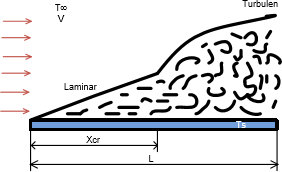 T∞
V
Turbulen
Laminar
Ts
Xcr
L